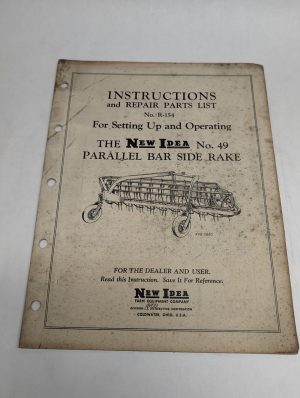 INSTRUCTIONS
and REPAIR PARTS LIST
No. R-154
For Setting Up and Operating
THE NEW IDEA No. 49
PARALLEL BAR SIDE RAKE
FOR THE DEALER AND USER.
Read this Instruction. Save It For Reference.
NEW IDEA
FARM EQUIPMENT COMPANY
COLDWATER, OHIO, U.S.A.